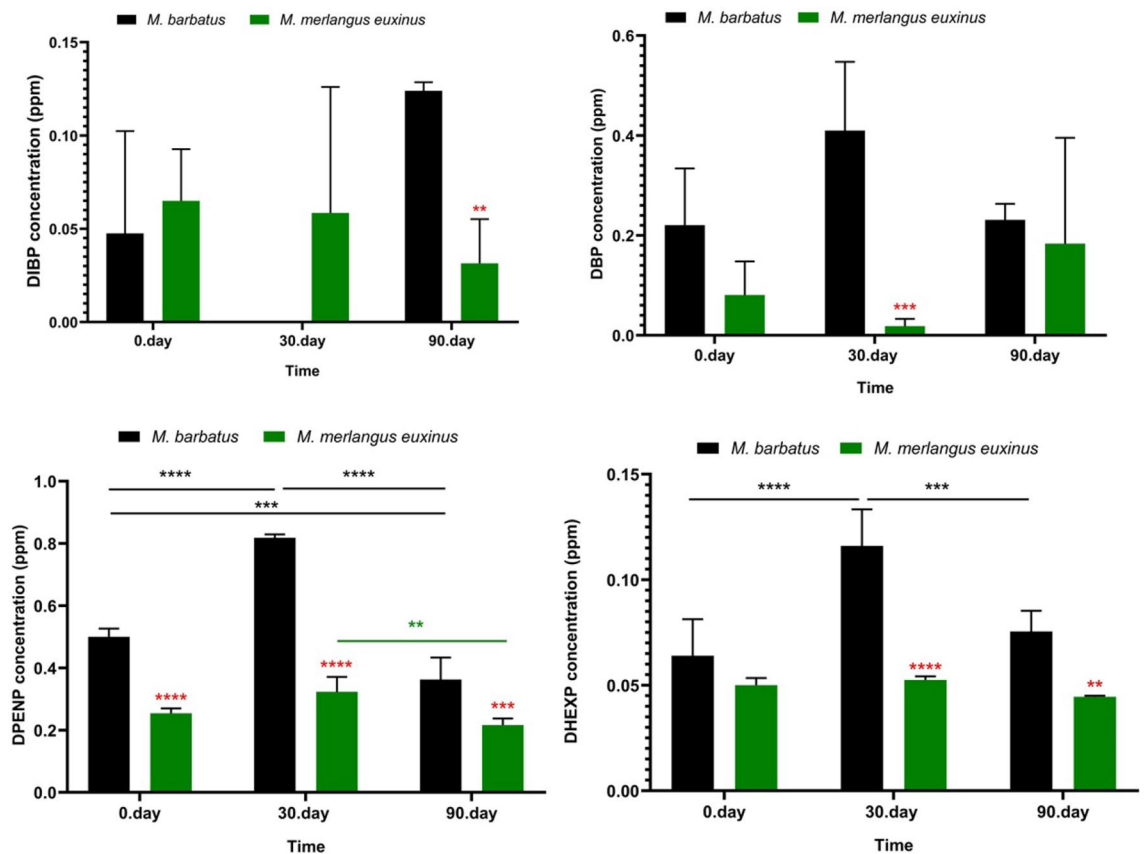 M. barbatus M. merlangus euxinus
DIBP concentration (ppm)
0.15
0.10
0.05
0.00
**
0.day 30.day 90.day
Time
M. barbatus M. merlangus euxinus
DBP concentration (ppm)
0.6
0.4
0.2
0.0
***
0.day 30.day 90.day
Time
M. barbatus M. merlangus euxinus
DPENP concentration (ppm)
1.0
0.8
0.6
0.4
0.2
0.0
**** ****
***
**
**** **** ***
0.day 30.day 90.day
Time
M. barbatus M. merlangus euxinus
DHEXP concentration (ppm)
0.15
0.10
0.05
0.00
**** ***
**** **
0.day 30.day 90.day
Time